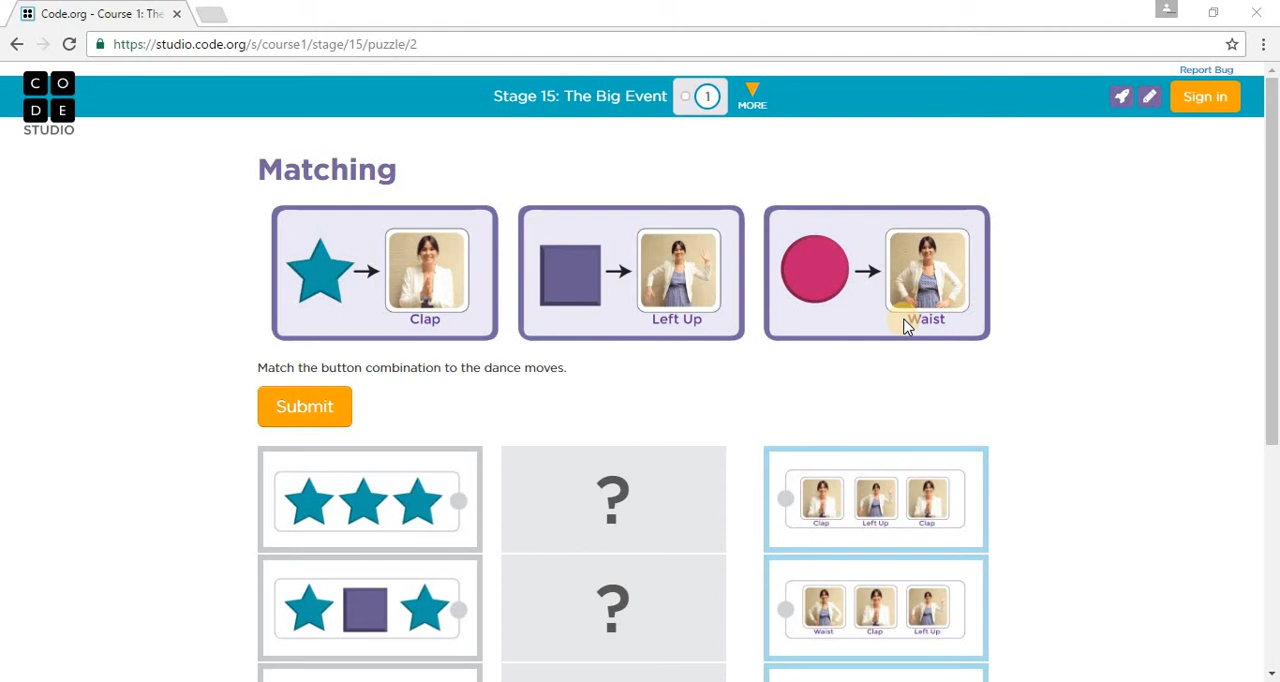 Code.org - Course 1: The
https://studio.code.org/s/course1/stage/15/puzzle/2
Report Bug
C O
D E
STUDIO
Stage 15: The Big Event
1
MORE
Sign in
Matching
Clap
Left Up
Waist
Match the button combination to the dance moves.
Submit
?
Clap Left Up Clap
?
Waist Clap Left Up